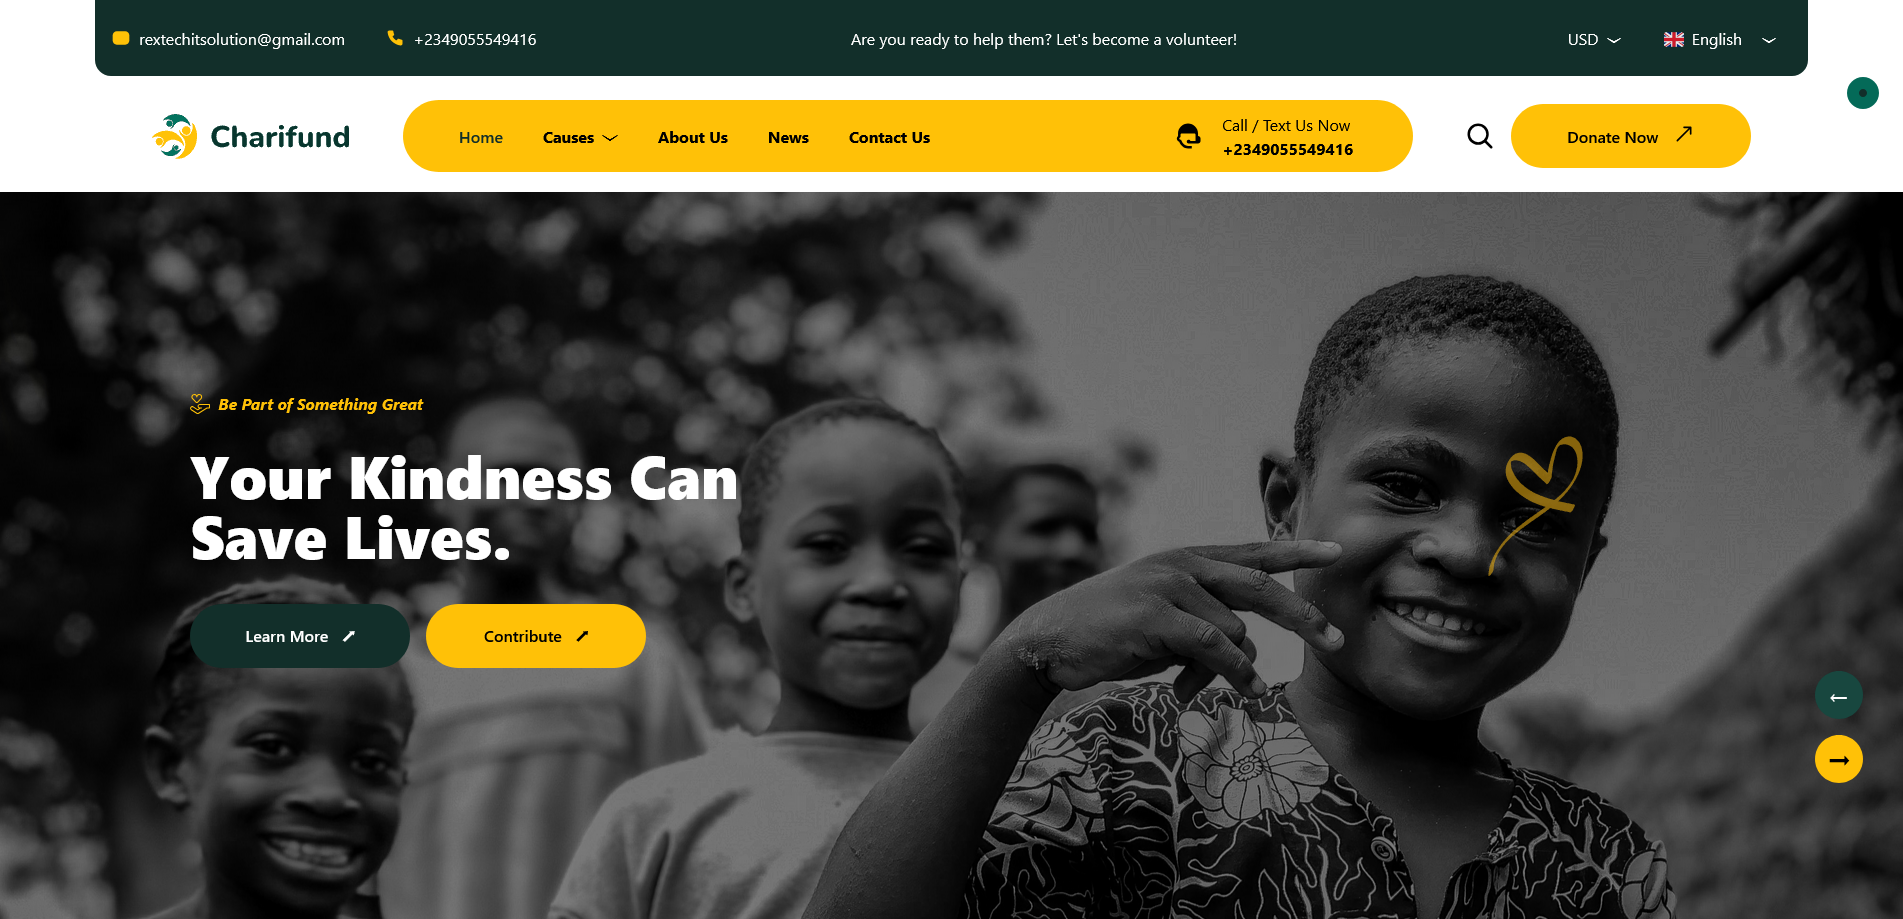 rextechitsolution@gmail.com
+2349055549416
Are you ready to help them? Let's become a volunteer!
USD
English
Charifund
Home
Causes
About Us
News
Contact Us
Call / Text Us Now
+2349055549416
Donate Now
Be Part of Something Great
Your Kindness Can
Save Lives.
Learn More
Contribute